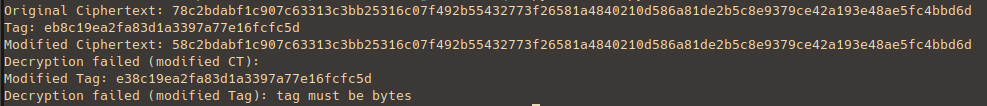 Original Ciphertext: 78c2bdabf1c907c63313c3bb25316c07f492b55432773f26581a4840210d586a81de2b5c8e9379ce42a193e48ae5fc4bbd6d
Tag: eb8c19ea2fa83d1a3397a77e16fcfc5d
Modified Ciphertext: 58c2bdabf1c907c63313c3bb25316c07f492b55432773f26581a4840210d586a81de2b5c8e9379ce42a193e48ae5fc4bbd6d
Decryption failed (modified CT):
Modified Tag: e38c19ea2fa83d1a3397a77e16fcfc5d
Decryption failed (modified Tag): tag must be bytes